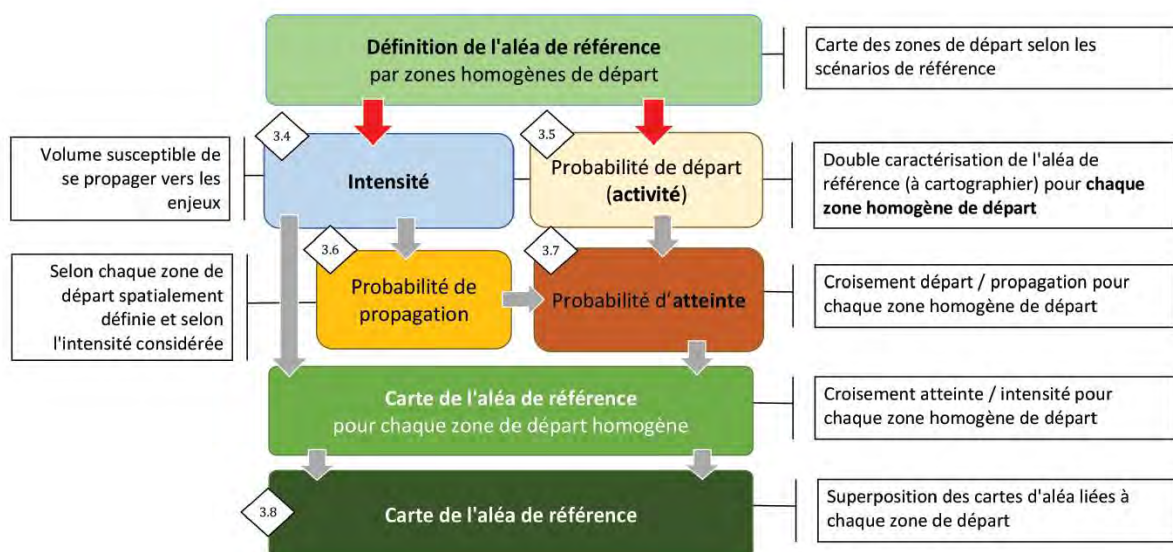 Définition de l'aléa de référence
par zones homogènes de départ
Carte des zones de départ selon les
scénarios de référence
3.4
3.5
Volume susceptible de
se propager vers les
enjeux
Intensité
Probabilité de départ
(activité)
Double caractérisation de l'aléa de
référence (à cartographier) pour chaque
zone homogène de départ
3.6
3.7
Selon chaque zone de
départ spatialement
définie et selon
l'intensité considérée
Probabilité de
propagation
Probabilité d'atteinte
Croisement départ / propagation pour
chaque zone homogène de départ
Carte de l'aléa de référence
pour chaque zone de départ homogène
Croisement atteinte / intensité pour
chaque zone homogène de départ
3.8
Carte de l'aléa de référence
Superposition des cartes d'aléa liées à
chaque zone de départ